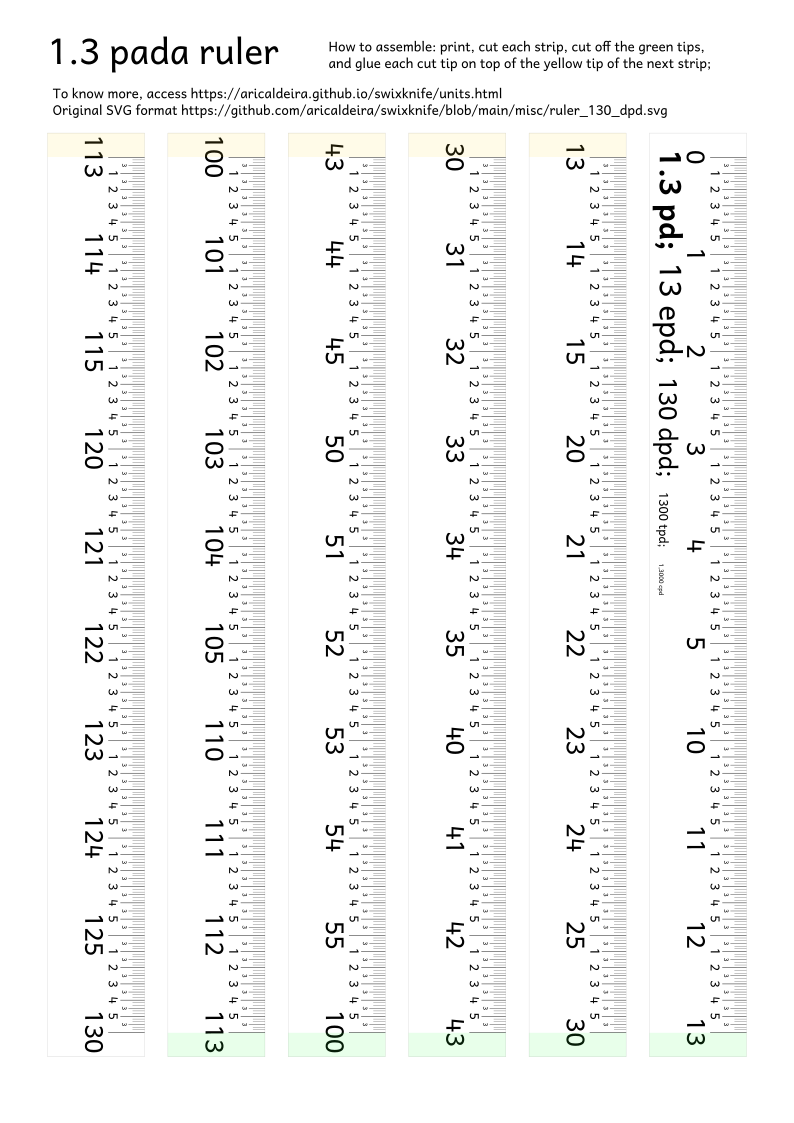 1.3 pada ruler
How to assemble: print, cut each strip, cut off the green tips,
and glue each cut tip on top of the yellow tip of the next strip;
To know more, access https://aricaldeira.github.io/swixknife/units.html
Original SVG format https://github.com/aricaldeira/swixknife/blob/main/misc/ruler_130_dpd.svg
1.3 pd; 13 epd; 130 dpd; 1300 tpd; 1.3000 cpd
0 1 2 3 4 5 10 11 12 13
13 14 15 20 21 22 23 24 25 30
30 31 32 33 34 35 40 41 42 43
43 44 45 50 51 52 53 54 55 100
100 101 102 103 104 105 110 111 112 113
113 114 115 120 121 122 123 124 125 130